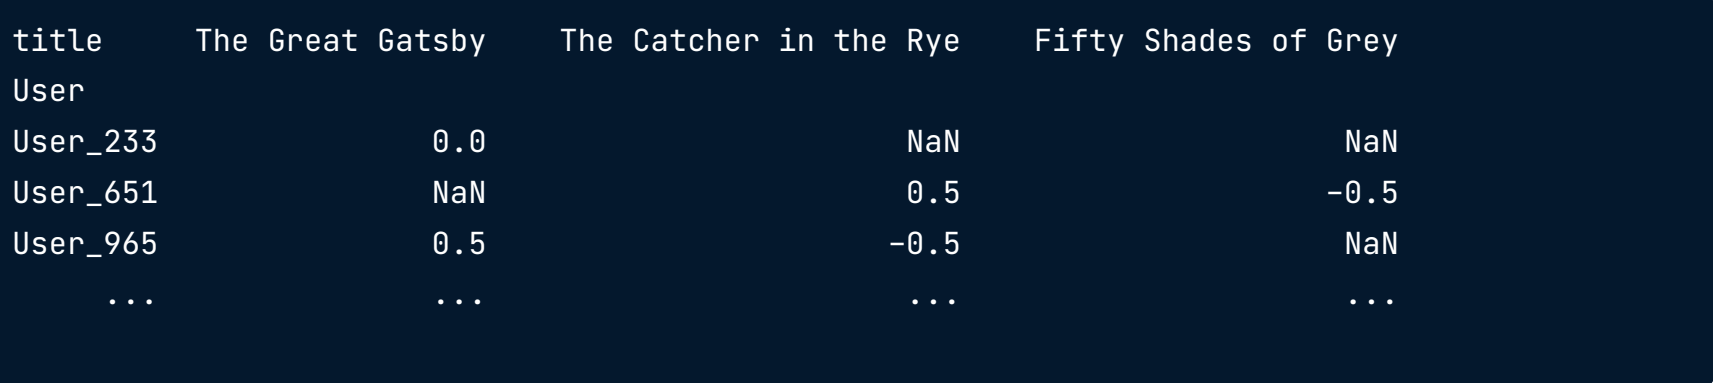 title The Great Gatsby The Catcher in the Rye Fifty Shades of Grey
User
User_233 0.0 NaN NaN
User_651 NaN 0.5 -0.5
User_965 0.5 -0.5 NaN
... ... ... ...